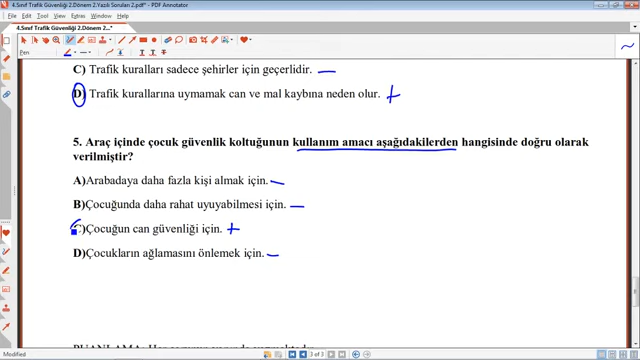 4.Sınıf Trafik Güvenliği 2.Dönem 2.Yazılı Soruları 2.pdf* - PDF Annotator
File Edit Insert View Tools Window Help
4.Sınıf Trafik Güvenliği 2.Dönem 2...*
Pen
C) Trafik kuralları sadece şehirler için geçerlidir.
D) Trafik kurallarına uymamak can ve mal kaybına neden olur.
5. Araç içinde çocuk güvenlik koltuğunun kullanım amacı aşağıdakilerden hangisinde doğru olarak
verilmiştir?
A)Arabadaya daha fazla kişi almak için.
B)Çocuğunda daha rahat uyuyabilmesi için.
C)Çocuğun can güvenliği için.
D)Çocukların ağlamasını önlemek için.
Modified
3 of 3